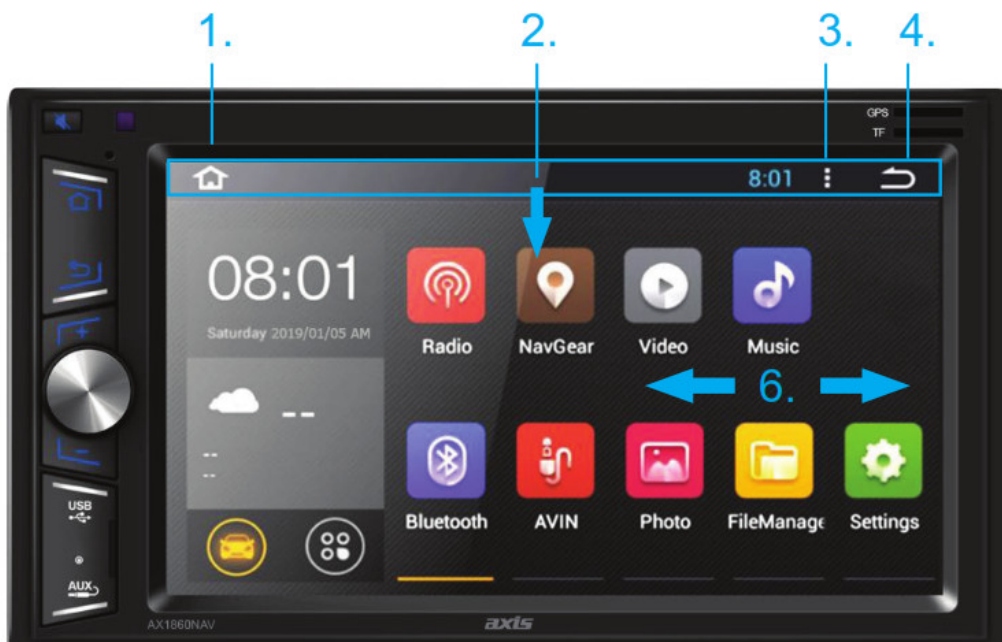 1.
2.
3.
4.
GPS
TF
8:01
08:01
Saturday 2019/01/05 AM
Radio
NavGear
Video
Music
6.
--
--
--
Bluetooth
AVIN
Photo
FileManage
Settings
+
-
USB
AUX
AX1860NAV
axis